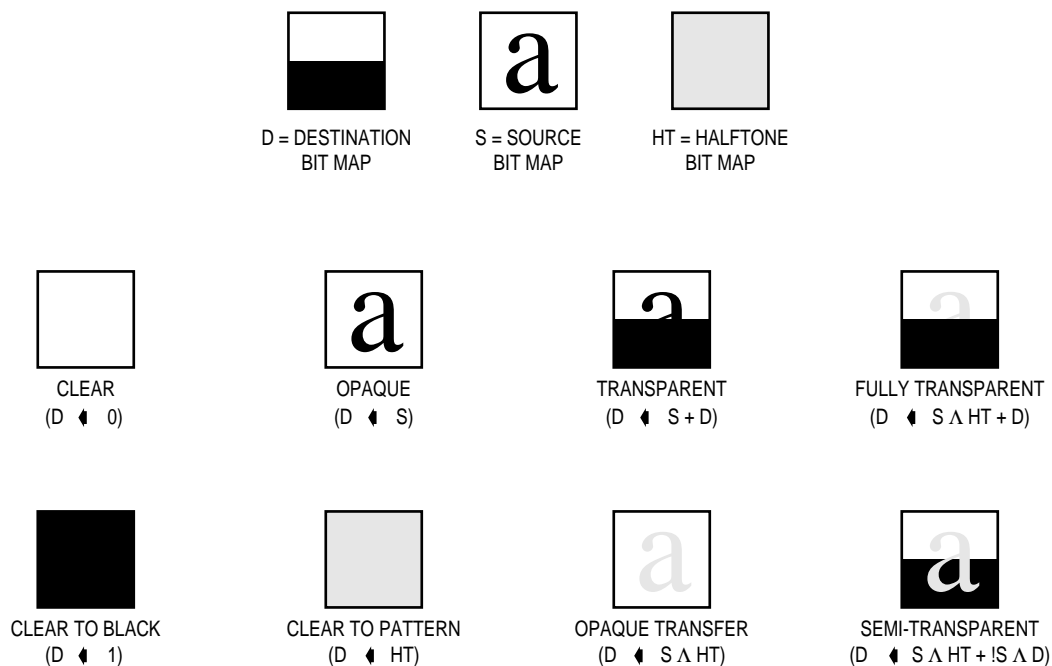 a
D = DESTINATION
BIT MAP
S = SOURCE
BIT MAP
HT = HALFTONE
BIT MAP
a
a
a
CLEAR
(D ⬅ 0)
OPAQUE
(D ⬅ S)
TRANSPARENT
(D ⬅ S + D)
FULLY TRANSPARENT
(D ⬅ S Λ HT + D)
a
a
CLEAR TO BLACK
(D ⬅ 1)
CLEAR TO PATTERN
(D ⬅ HT)
OPAQUE TRANSFER
(D ⬅ S Λ HT)
SEMI-TRANSPARENT
(D ⬅ S Λ HT + !S Λ D)